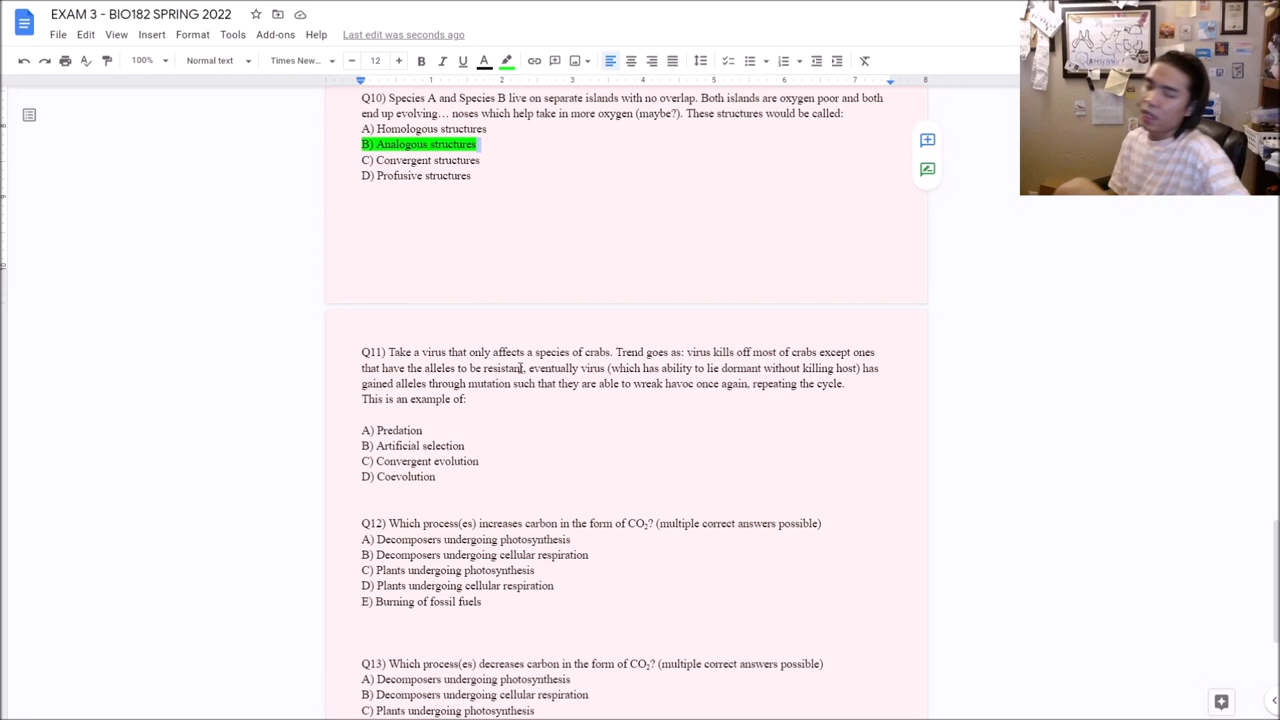 EXAM 3 - BIO182 SPRING 2022
File Edit View Insert Format Tools Add-ons Help Last edit was seconds ago
100% Normal text Times New... 12 B I U A
1 2 3 4 5 6 7 8
Q10) Species A and Species B live on separate islands with no overlap. Both islands are oxygen poor and both
end up evolving… noses which help take in more oxygen (maybe?). These structures would be called:
A) Homologous structures
B) Analogous structures
C) Convergent structures
D) Profusive structures
Q11) Take a virus that only affects a species of crabs. Trend goes as: virus kills off most of crabs except ones
that have the alleles to be resistant, eventually virus (which has ability to lie dormant without killing host) has
gained alleles through mutation such that they are able to wreak havoc once again, repeating the cycle.
This is an example of:
A) Predation
B) Artificial selection
C) Convergent evolution
D) Coevolution
Q12) Which process(es) increases carbon in the form of CO₂? (multiple correct answers possible)
A) Decomposers undergoing photosynthesis
B) Decomposers undergoing cellular respiration
C) Plants undergoing photosynthesis
D) Plants undergoing cellular respiration
E) Burning of fossil fuels
Q13) Which process(es) decreases carbon in the form of CO₂? (multiple correct answers possible)
A) Decomposers undergoing photosynthesis
B) Decomposers undergoing cellular respiration
C) Plants undergoing photosynthesis